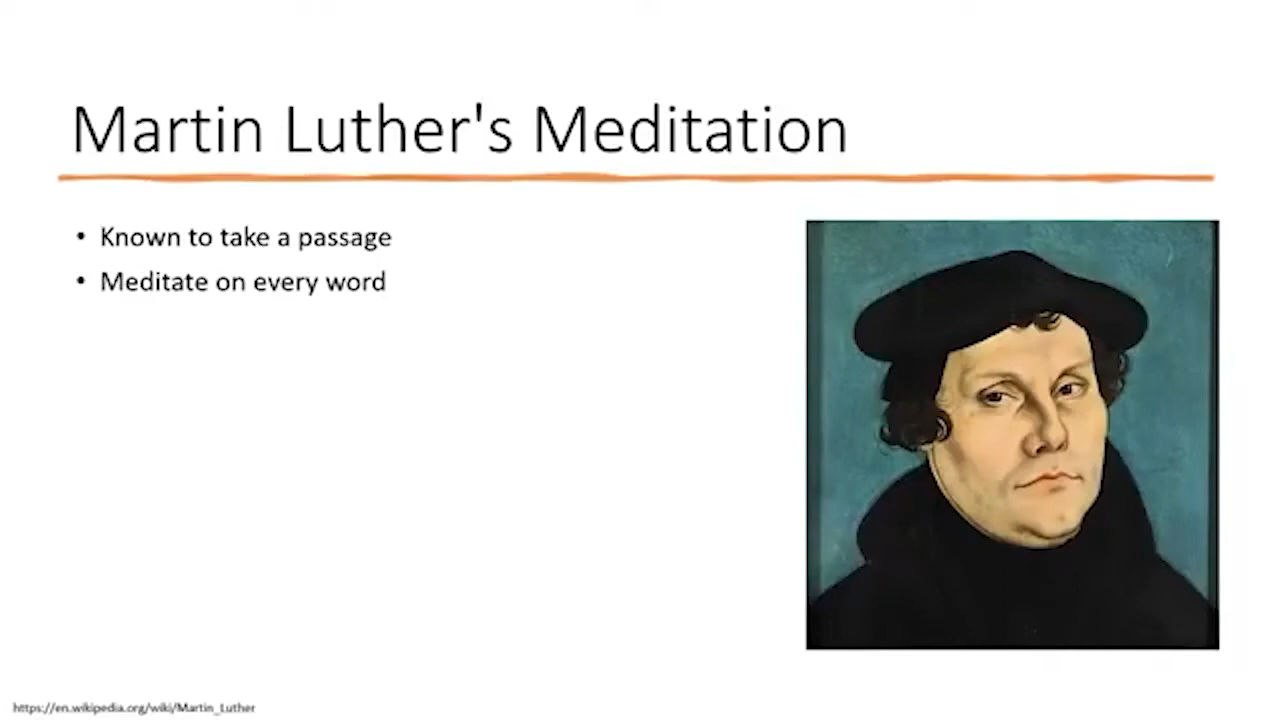 Martin Luther's Meditation
• Known to take a passage
• Meditate on every word
https://en.wikipedia.org/wiki/Martin_Luther